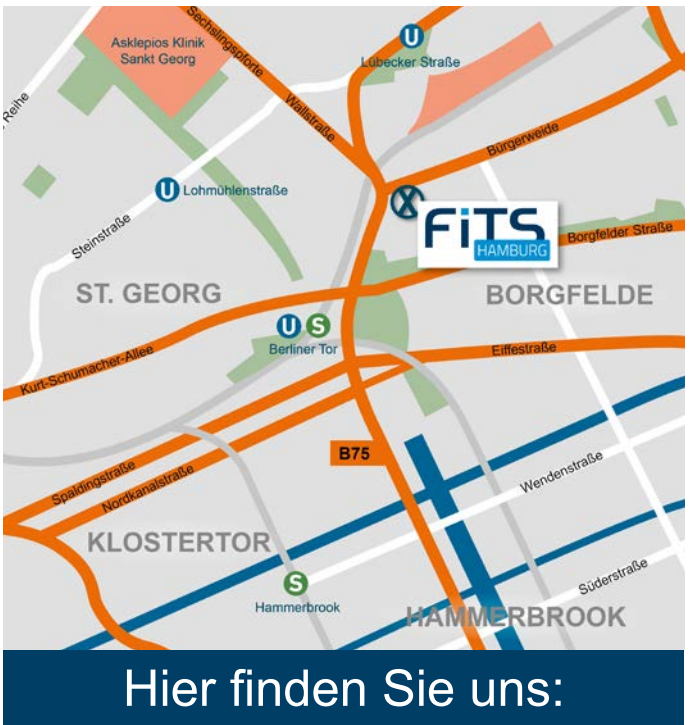 Sechslingspforte
Asklepios Klinik
Sankt Georg
U
Lübecker Straße
Reihe
Wallstraße
Bürgerweide
U Lohmühlenstraße
X
FiTS
HAMBURG
Steinstraße
Borgfelder Straße
ST. GEORG
BORGFELDE
U S
Berliner Tor
Eiffestraße
Kurt-Schumacher-Allee
B75
Spaldingstraße
Nordkanalstraße
Wendenstraße
KLOSTERTOR
S
Hammerbrook
Süderstraße
HAMMERBROOK
Hier finden Sie uns: